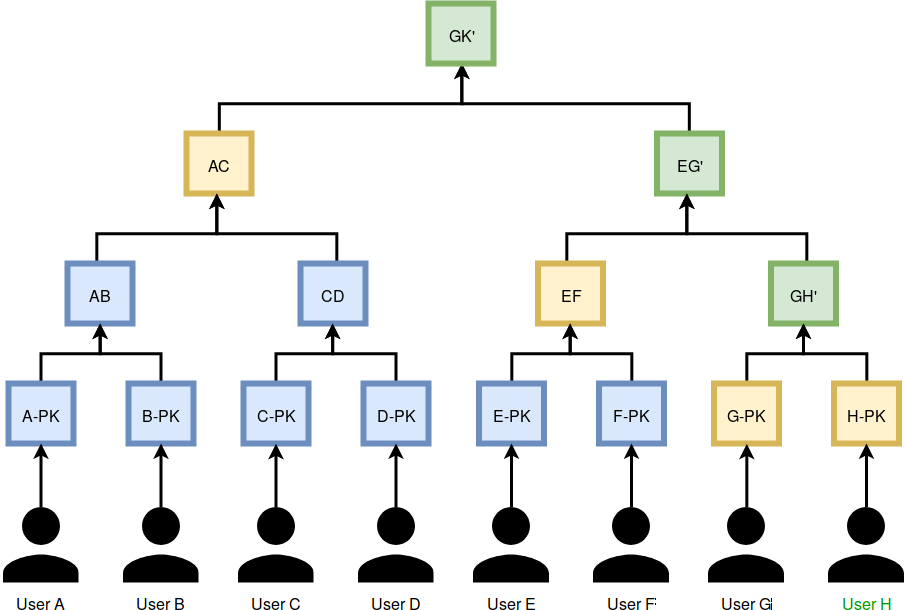 GK'
AC
EG'
AB
CD
EF
GH'
A-PK
B-PK
C-PK
D-PK
E-PK
F-PK
G-PK
H-PK
User A
User B
User C
User D
User E
User F
User G
User H